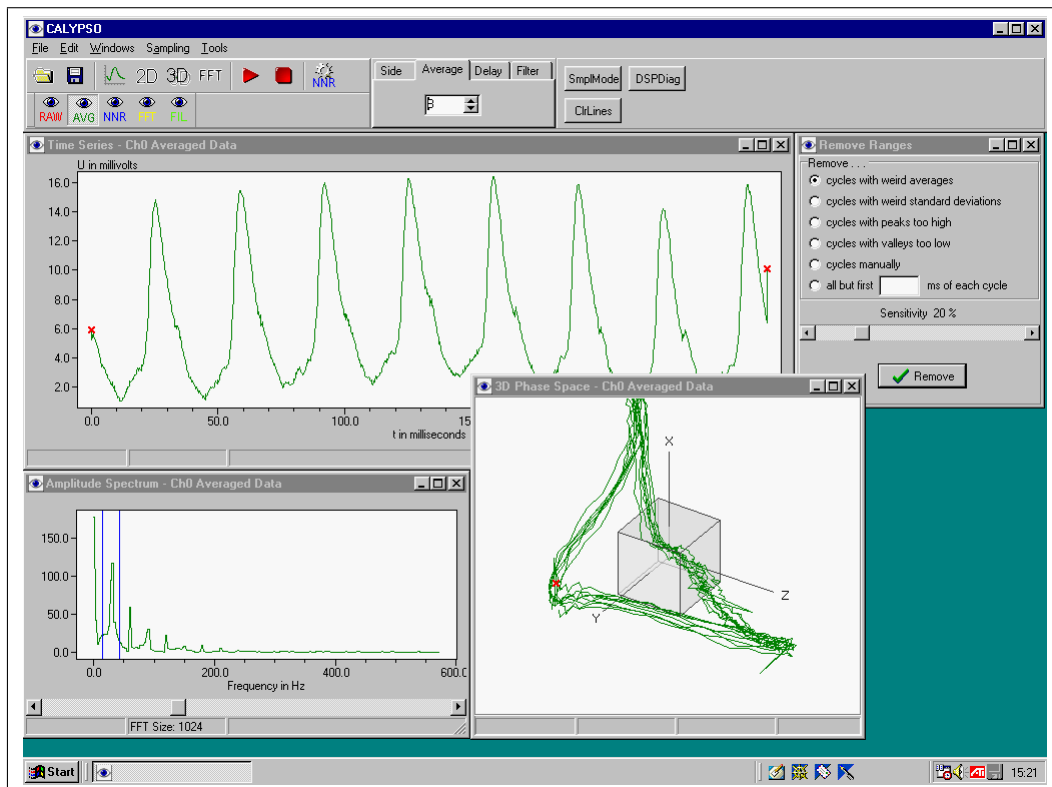 CALYPSO
File Edit Windows Sampling Tools
2D 3D FFT NNR
RAW AVG NNR FFT FIL
Side Average Delay Filter
3
SmplMode DSPDiag
ClrLines
Time Series - Ch0 Averaged Data
U in millivolts
16.0
14.0
12.0
10.0
8.0
6.0
4.0
2.0
0.0 50.0 100.0
t in milliseconds
Remove Ranges
Remove . . .
cycles with weird averages
cycles with weird standard deviations
cycles with peaks too high
cycles with valleys too low
cycles manually
all but first ms of each cycle
Sensitivity 20 %
Remove
3D Phase Space - Ch0 Averaged Data
X
Z
Y
Amplitude Spectrum - Ch0 Averaged Data
150.0
100.0
50.0
0.0
0.0 200.0 400.0 600.0
Frequency in Hz
FFT Size: 1024
Start
15:21